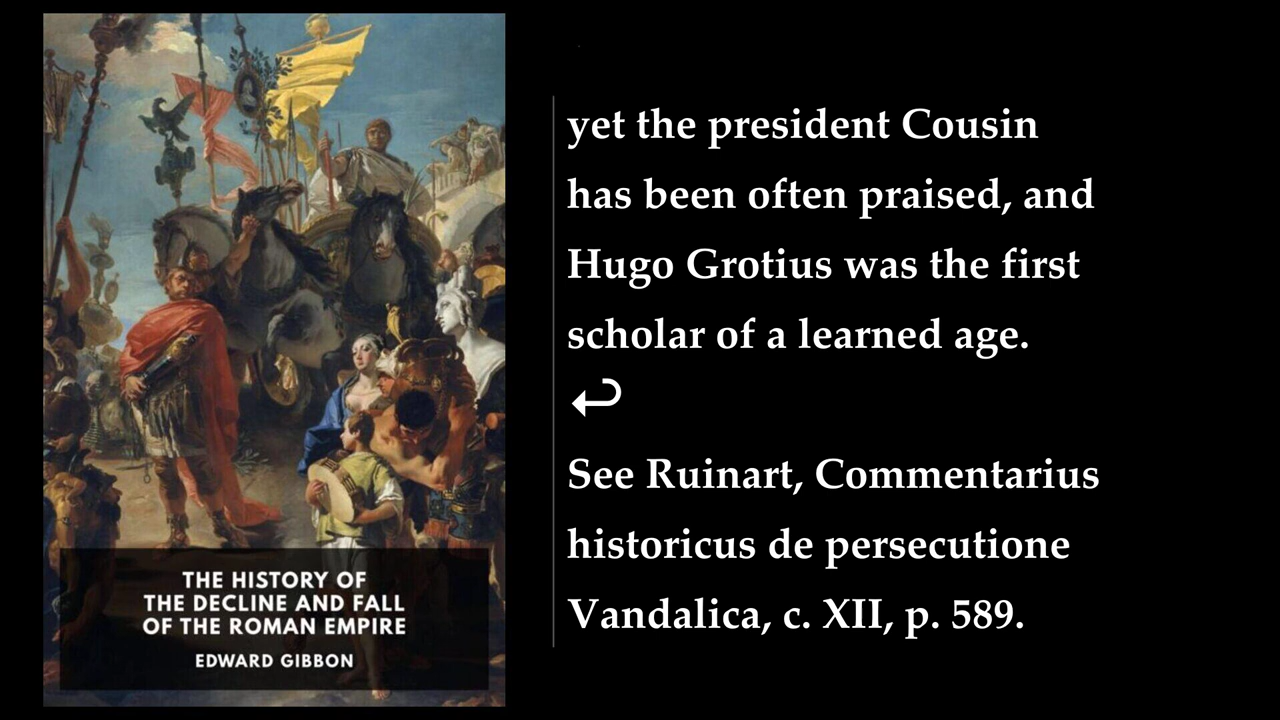 THE HISTORY OF
THE DECLINE AND FALL
OF THE ROMAN EMPIRE
EDWARD GIBBON
yet the president Cousin
has been often praised, and
Hugo Grotius was the first
scholar of a learned age.
↩
See Ruinart, Commentarius
historicus de persecutione
Vandalica, c. XII, p. 589.